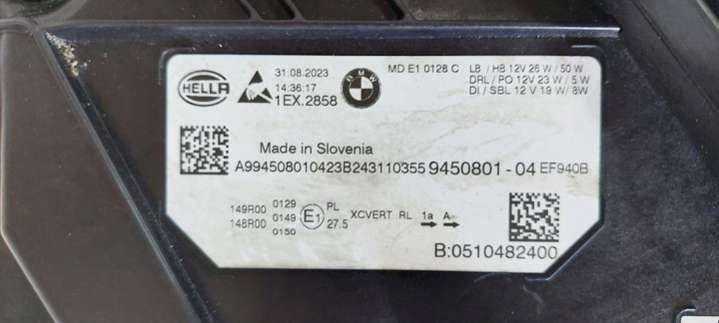 HELLA
31.08.2023
14:36:17
1EX.2858
BMW
MD E1 0128 C
LB / HB 12V 26 W / 50 W
DRL / PO 12V 23 W / 5 W
DI / SBL 12 V 19 W/ 8W
Made in Slovenia
A994508010423B243110355 9450801 - 04 EF940B
149R00 0129
148R00 0149
0150
E1
PL
27.5
XCVERT RL 1a A
B:0510482400